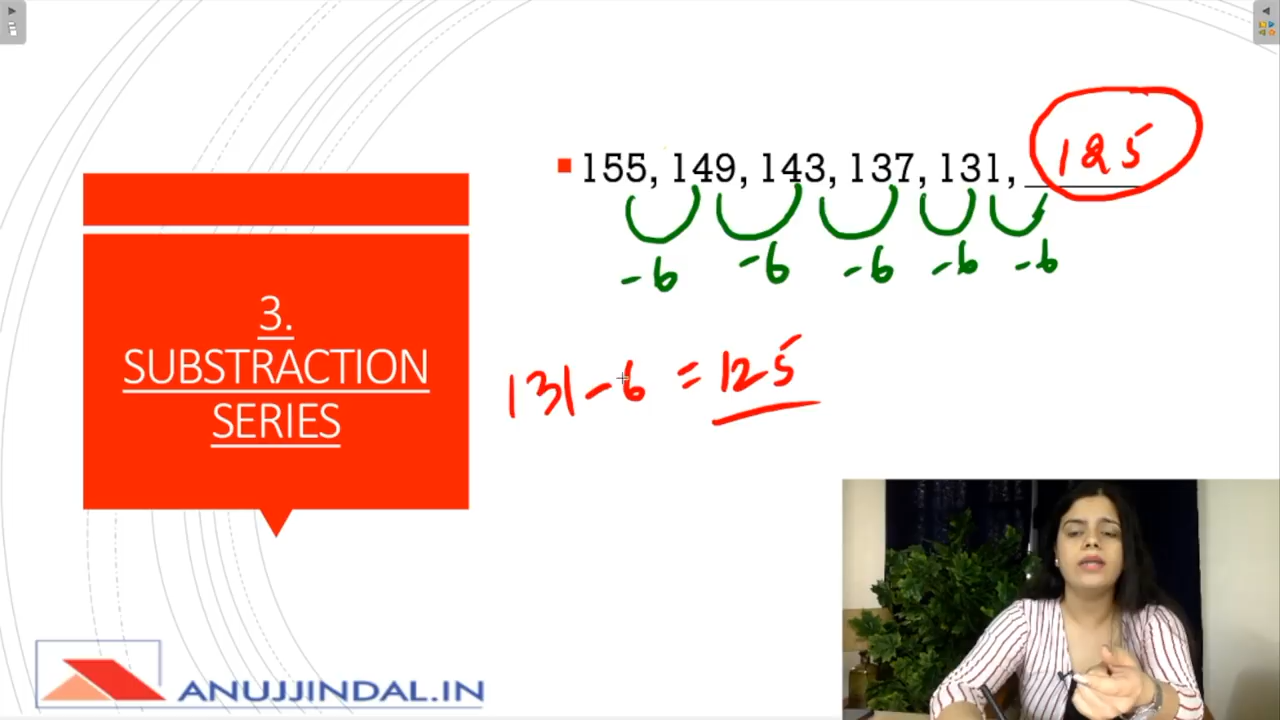 155, 149, 143, 137, 131, 125
-6 -6 -6 -6 -6
3.
SUBSTRACTION
SERIES
131-6 = 125
ANUJJINDAL.IN